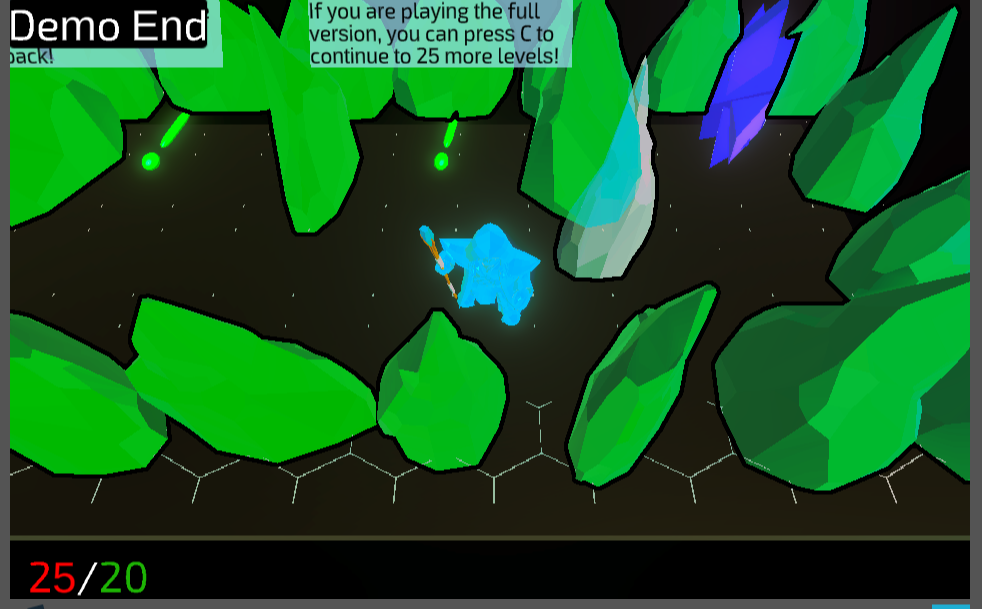 Demo End
back!
If you are playing the full
version, you can press C to
continue to 25 more levels!
25/20